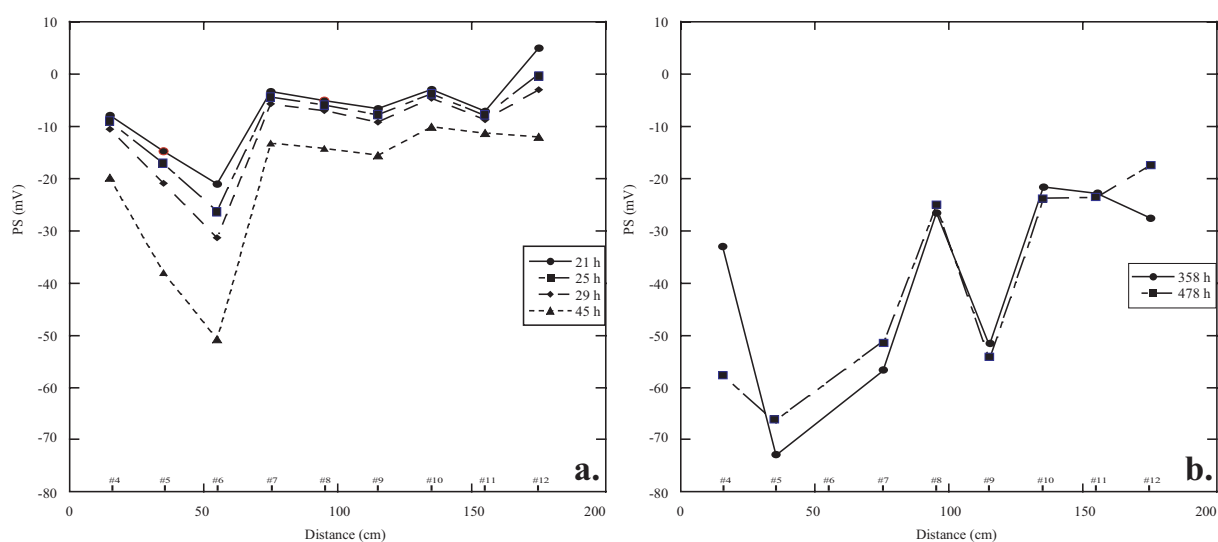 10
0
-10
-20
-30
-40
-50
-60
-70
-80
PS (mV)
21 h
25 h
29 h
45 h
a.
#4 #5 #6 #7 #8 #9 #10 #11 #12
0 50 100 150 200
Distance (cm)
10
0
-10
-20
-30
-40
-50
-60
-70
-80
PS (mV)
358 h
478 h
b.
#4 #5 #6 #7 #8 #9 #10 #11 #12
0 50 100 150 200
Distance (cm)